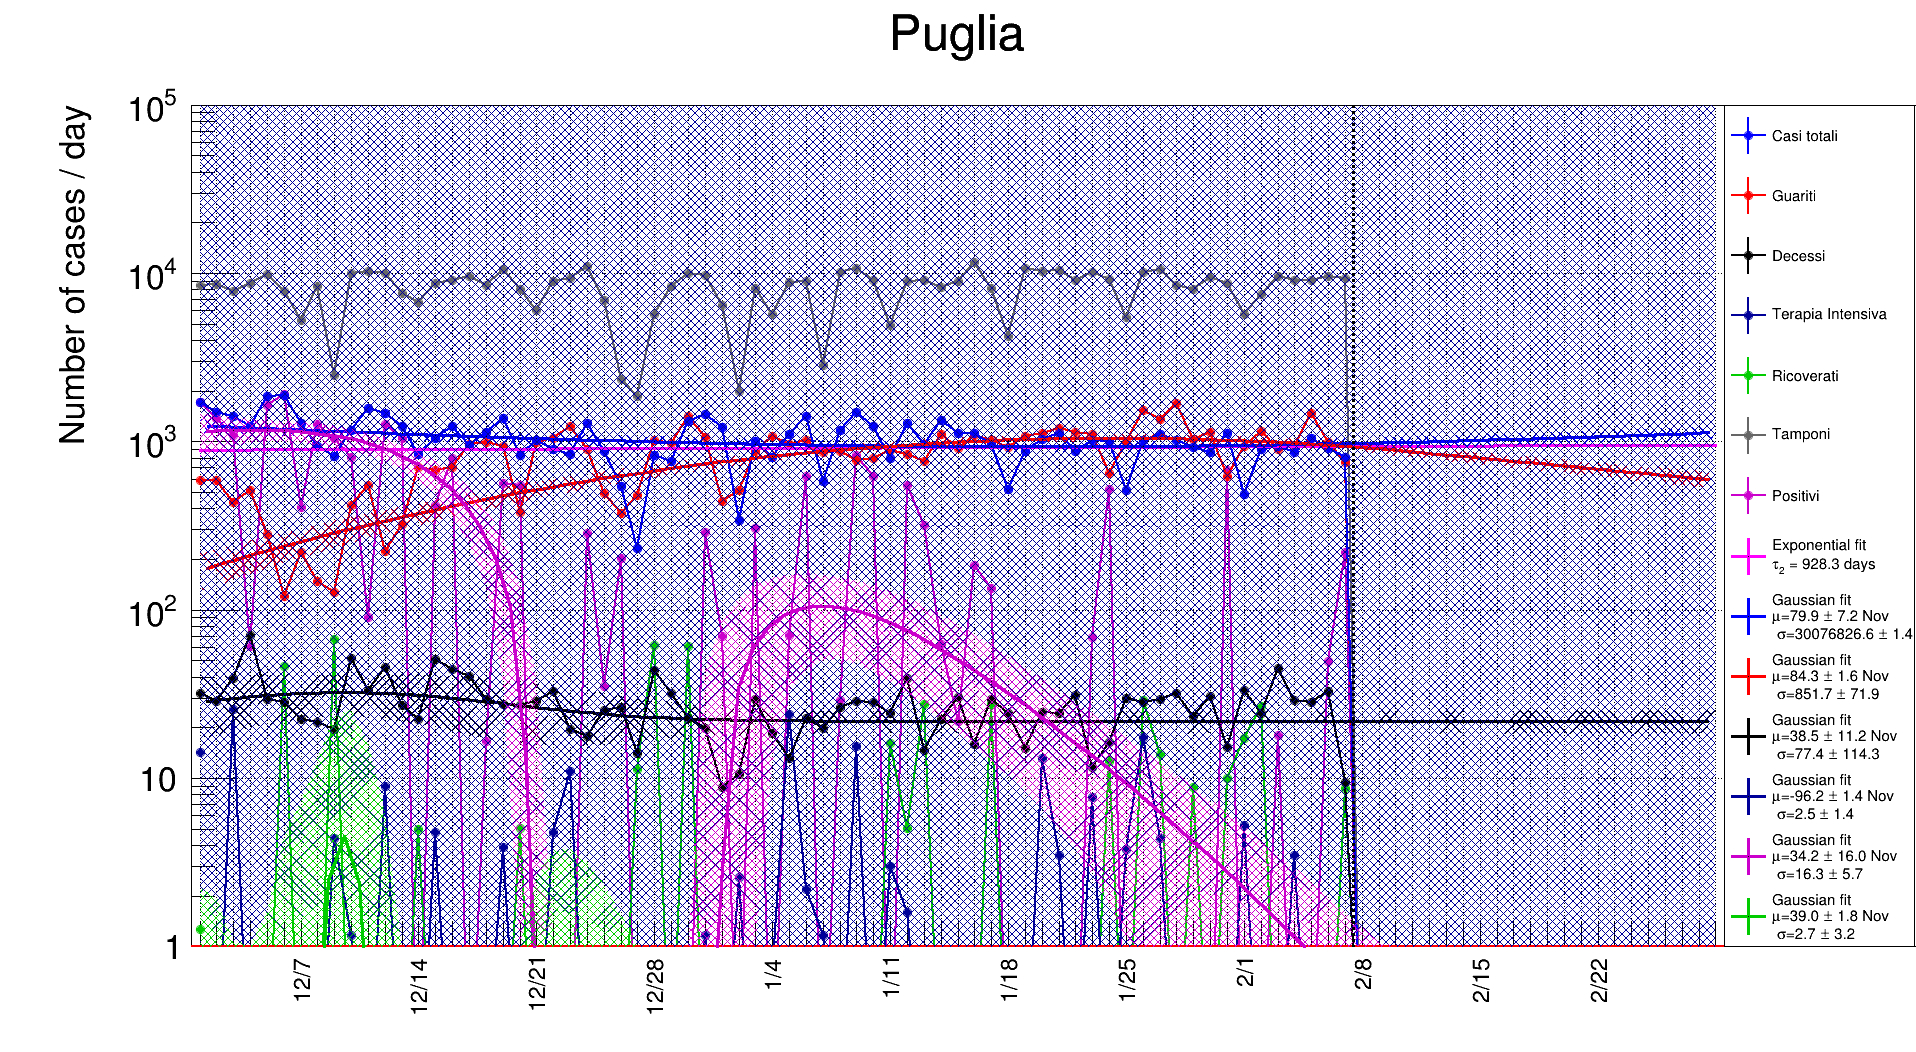 Puglia
Number of cases / day
10^5
10^4
10^3
10^2
10
1
12/7
12/14
12/21
12/28
1/4
1/11
1/18
1/25
2/1
2/8
2/15
2/22
Casi totali
Guariti
Decessi
Terapia Intensiva
Ricoverati
Tamponi
Positivi
Exponential fit
τ₂ = 928.3 days
Gaussian fit
μ=79.9 ± 7.2 Nov
σ=30076826.6 ± 1.4
Gaussian fit
μ=84.3 ± 1.6 Nov
σ=851.7 ± 71.9
Gaussian fit
μ=38.5 ± 11.2 Nov
σ=77.4 ± 114.3
Gaussian fit
μ=-96.2 ± 1.4 Nov
σ=2.5 ± 1.4
Gaussian fit
μ=34.2 ± 16.0 Nov
σ=16.3 ± 5.7
Gaussian fit
μ=39.0 ± 1.8 Nov
σ=2.7 ± 3.2